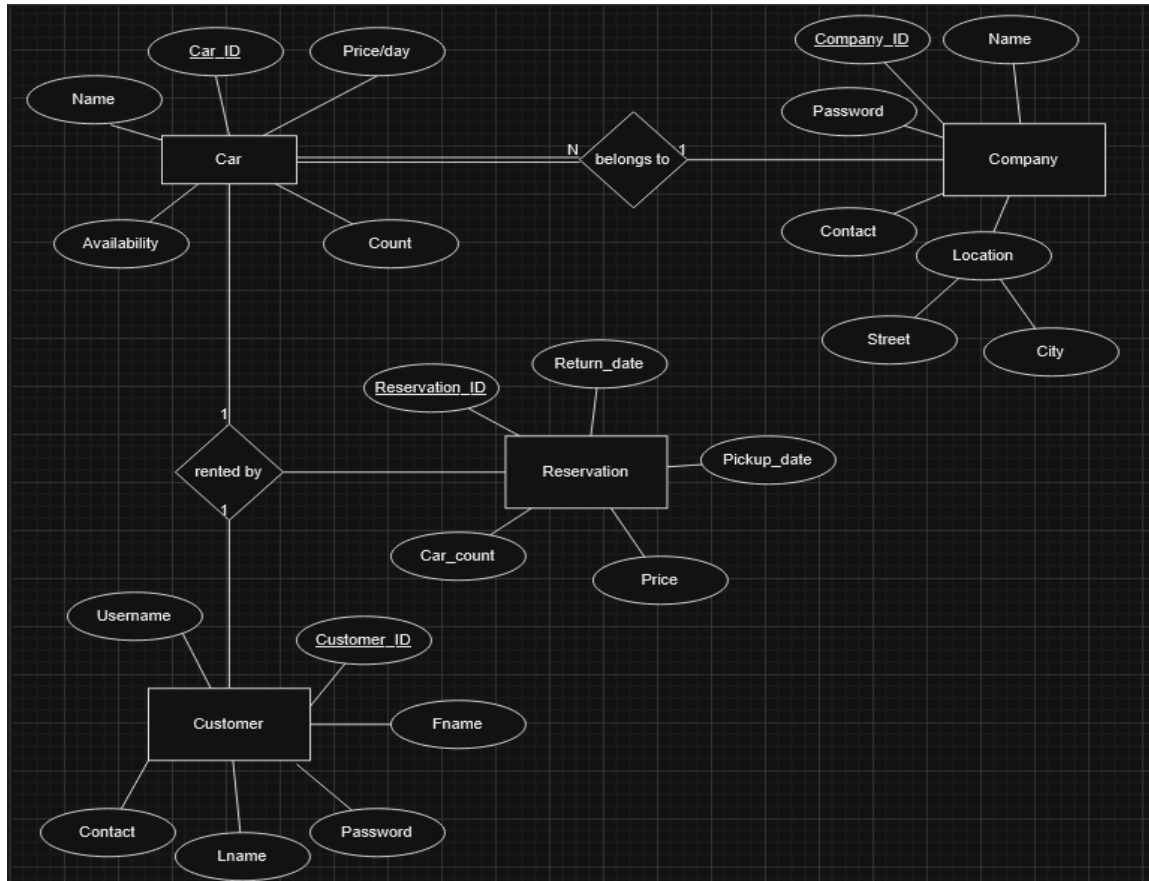 Car_ID
Price/day
Name
Car
Availability
Count
N
belongs to
1
Company_ID
Name
Password
Company
Contact
Location
Street
City
1
rented by
1
Reservation_ID
Return_date
Reservation
Pickup_date
Car_count
Price
Username
Customer_ID
Customer
Fname
Contact
Lname
Password